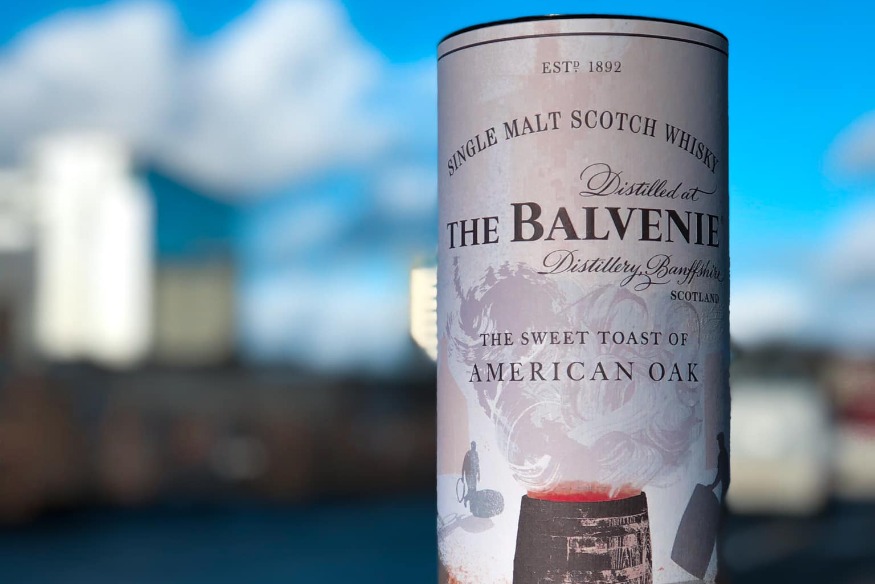 ESTD 1892
SINGLE MALT SCOTCH WHISKY
Distilled at
THE BALVENIE
Distillery, Banffshire
SCOTLAND
THE SWEET TOAST OF
AMERICAN OAK